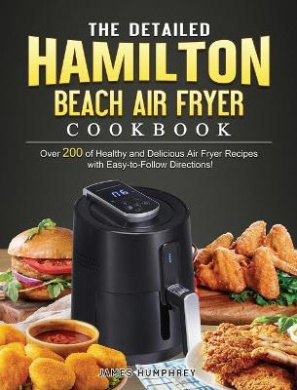 THE DETAILED
HAMILTON
BEACH AIR FRYER
COOKBOOK
Over 200 of Healthy and Delicious Air Fryer Recipes
with Easy-to-Follow Directions!
JAMES HUMPHREY